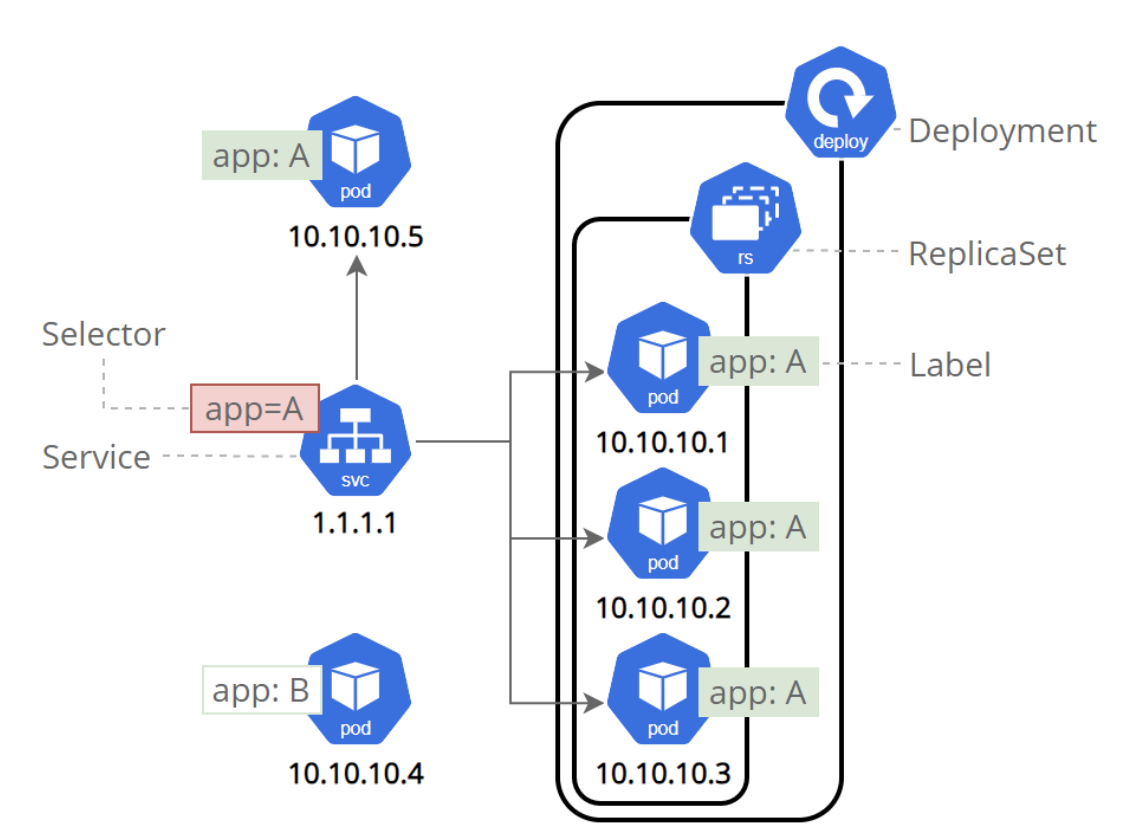 deploy
Deployment
app: A
pod
10.10.10.5
rs
ReplicaSet
Selector
app=A
Service
svc
1.1.1.1
pod
app: A
Label
10.10.10.1
pod
app: A
10.10.10.2
app: B
pod
10.10.10.4
pod
app: A
10.10.10.3